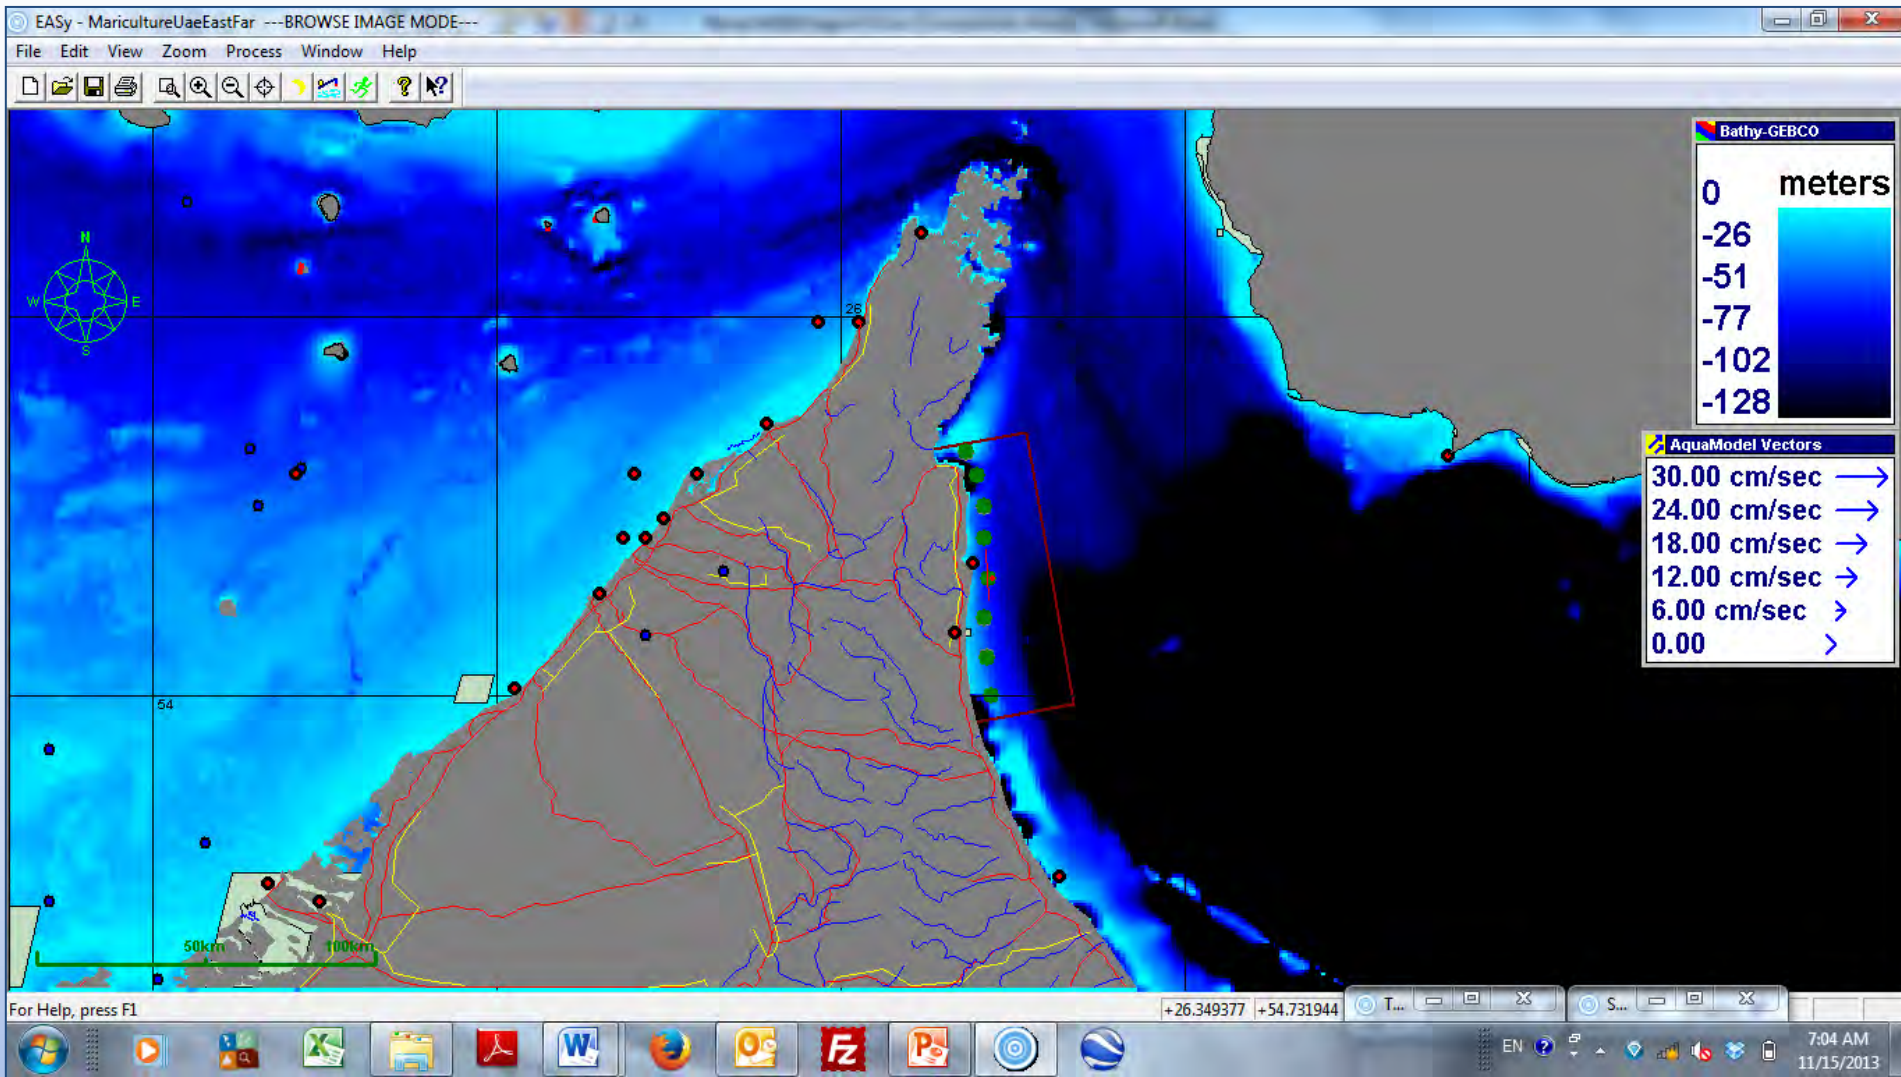 EASy - MaricultureUaeEastFar ---BROWSE IMAGE MODE---
File Edit View Zoom Process Window Help
Bathy-GEBCO
meters
0
-26
-51
-77
-102
-128
AquaModel Vectors
30.00 cm/sec
24.00 cm/sec
18.00 cm/sec
12.00 cm/sec
6.00 cm/sec
0.00
N
W E
S
26
54
50km 100km
For Help, press F1
+26.349377 +54.731944
T...
S...
EN
7:04 AM
11/15/2013